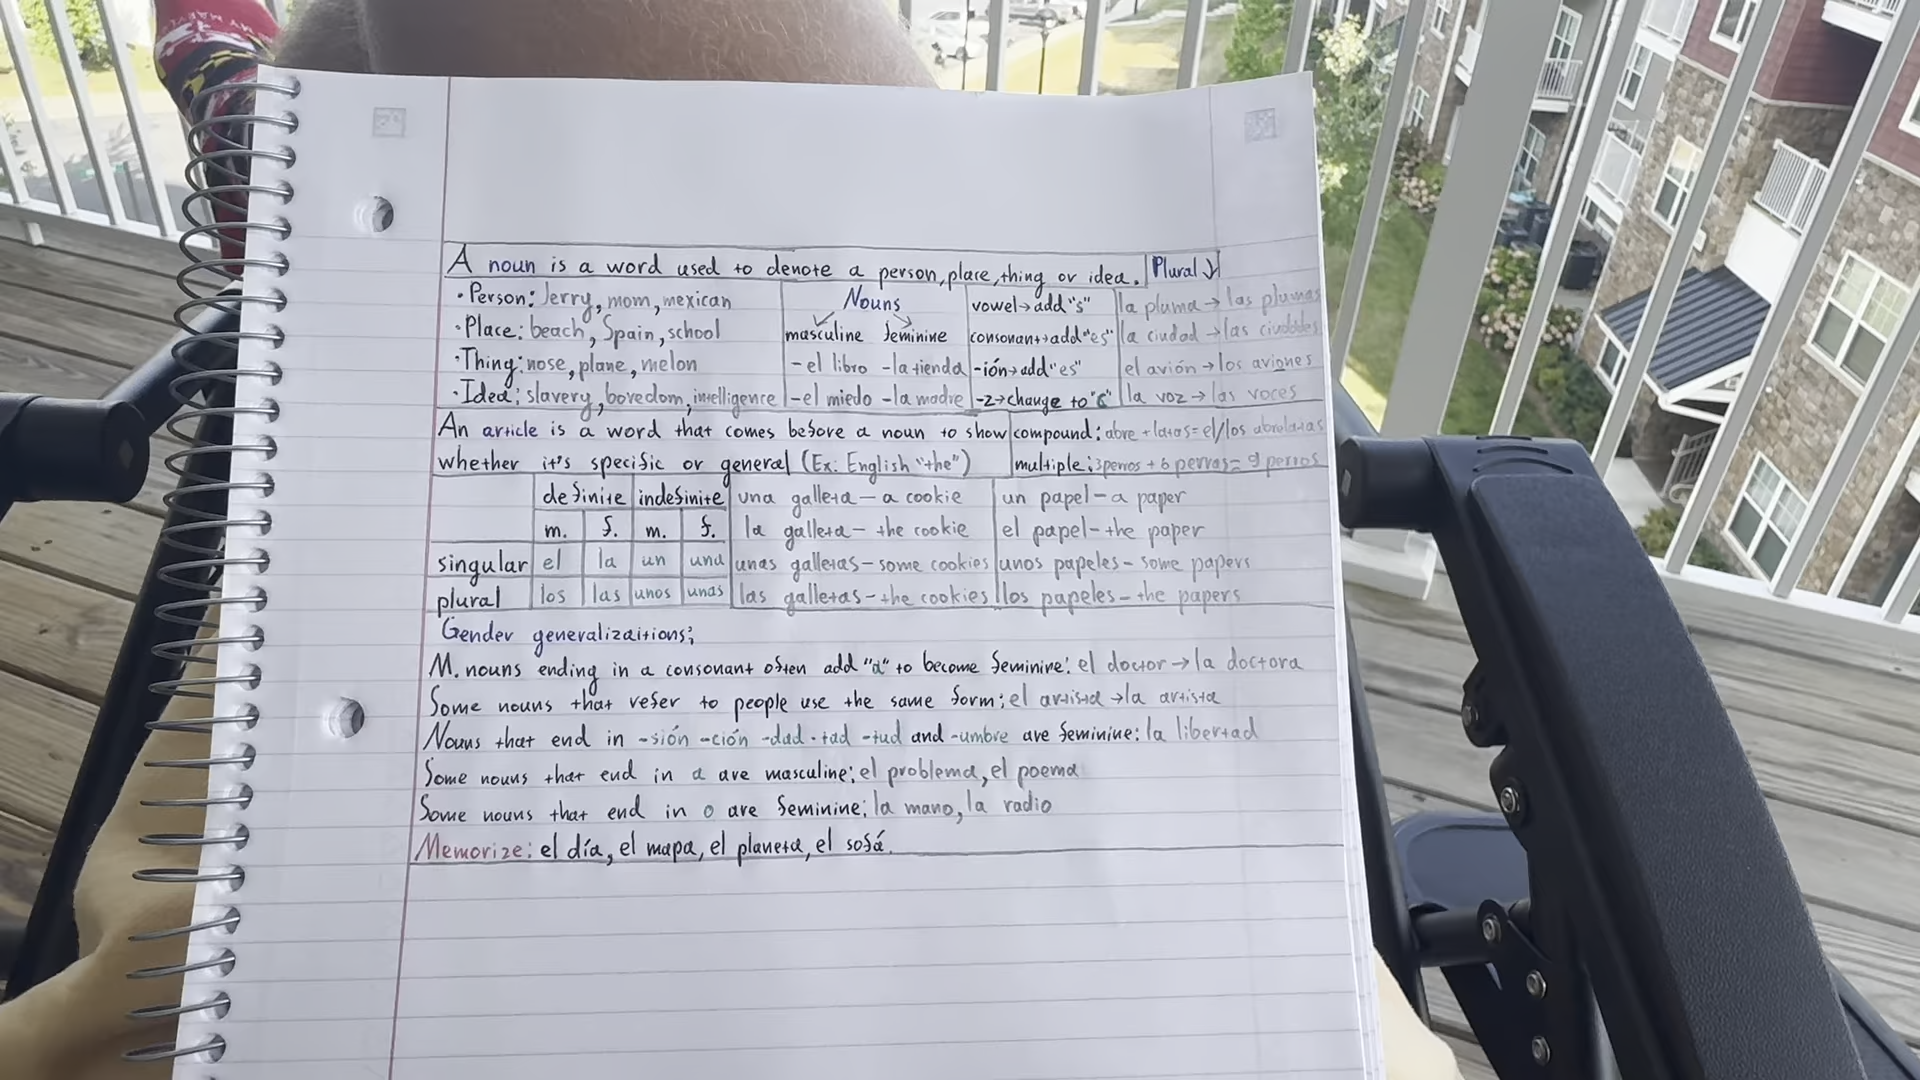 A noun is a word used to denote a person, place, thing or idea. Plural
• Person: Jerry, mom, mexican
• Place: beach, Spain, school
• Thing: nose, plane, melon
• Idea: slavery, boredom, intelligence
Nouns
masculine feminine
- el libro - la tienda
- el miedo - la madre
vowel → add "s" la pluma → las plumas
consonant → add "es" la ciudad → las ciudades
-ión → add "es" el avión → los aviones
-z → change to "c" la voz → las voces
An article is a word that comes before a noun to show
whether it's specific or general (Ex. English "the")
compound: abre + latas = el/los abrelatas
multiple: 3 perros + 6 perras = 9 perros
definite indefinite
m. f. m. f.
singular el la un una
plural los las unos unas
una galleta – a cookie
la galleta – the cookie
unas galletas – some cookies
las galletas – the cookies
un papel – a paper
el papel – the paper
unos papeles – some papers
los papeles – the papers
Gender generalizaitions:
M. nouns ending in a consonant often add "a" to become feminine: el doctor → la doctora
Some nouns that refer to people use the same form: el artista → la artista
Nouns that end in -sión -ción -dad -tad -tud and -umbre are feminine: la libertad
Some nouns that end in a are masculine: el problema, el poema
Some nouns that end in o are feminine: la mano, la radio
Memorize: el día, el mapa, el planeta, el sofá.